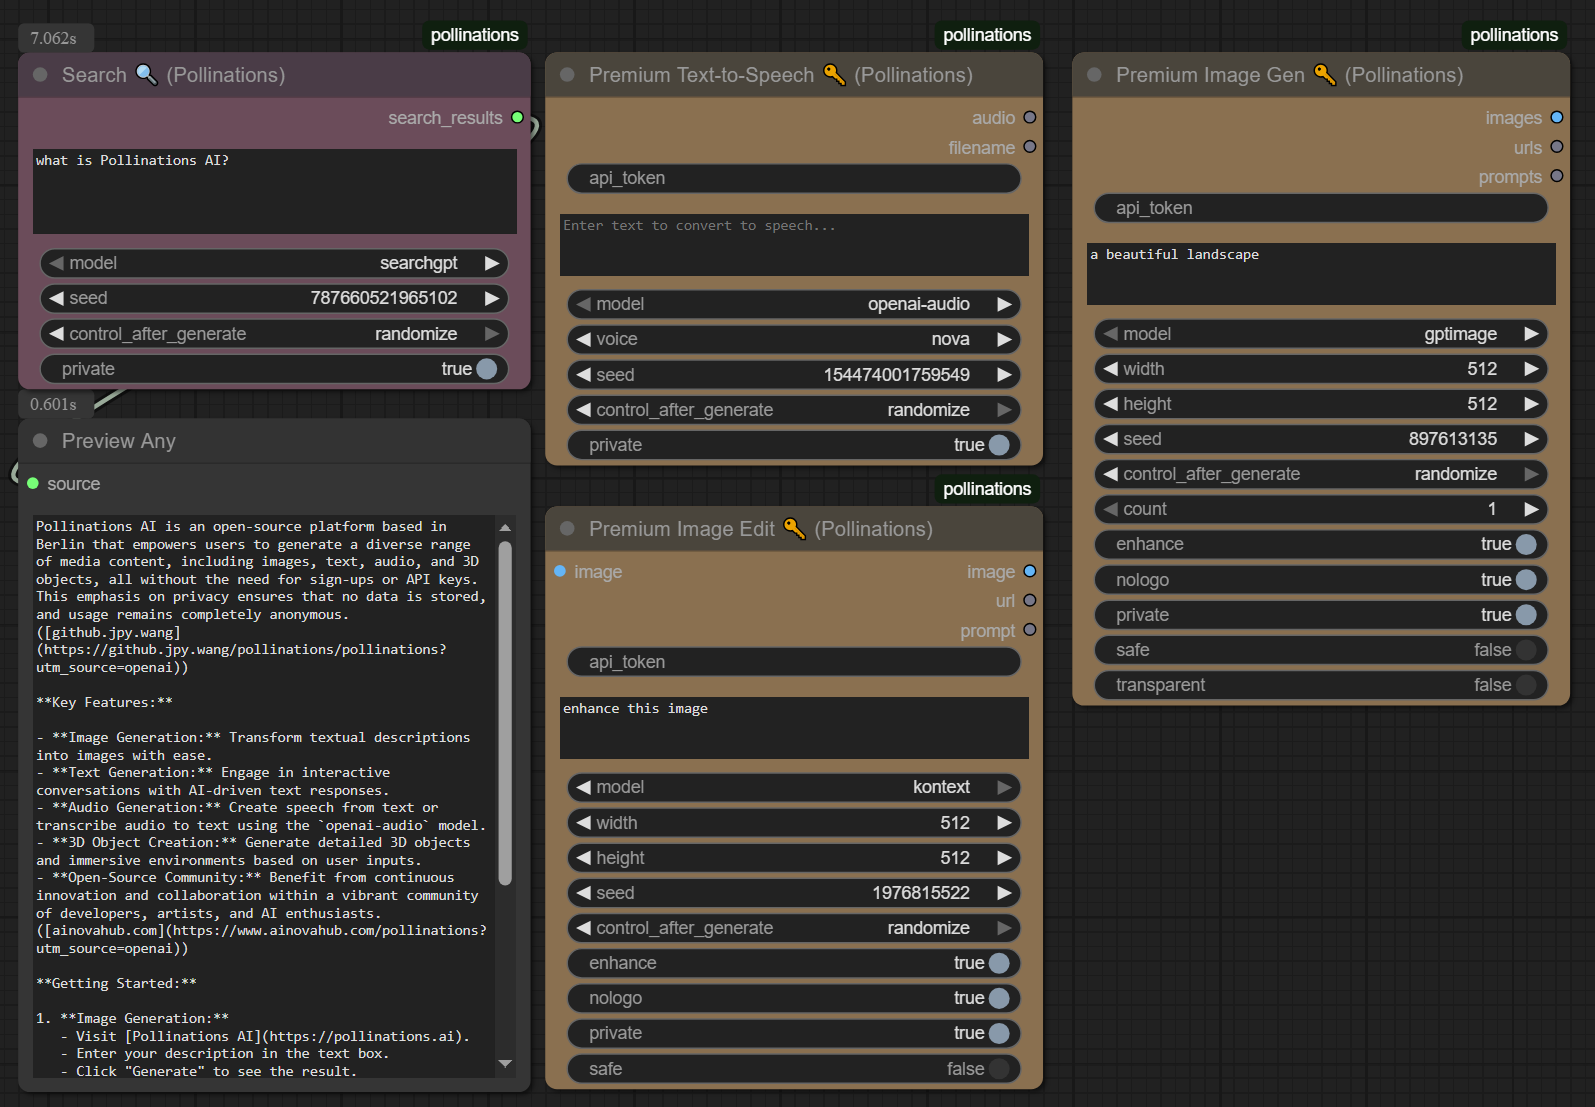 7.062s
pollinations
Search 🔍 (Pollinations)
search_results
what is Pollinations AI?
model searchgpt
seed 787660521965102
control_after_generate randomize
private true
0.601s
Preview Any
source
Pollinations AI is an open-source platform based in
Berlin that empowers users to generate a diverse range
of media content, including images, text, audio, and 3D
objects, all without the need for sign-ups or API keys.
This emphasis on privacy ensures that no data is stored,
and usage remains completely anonymous.
([github.jpy.wang]
(https://github.jpy.wang/pollinations/pollinations?
utm_source=openai))
**Key Features:**
- **Image Generation:** Transform textual descriptions
into images with ease.
- **Text Generation:** Engage in interactive
conversations with AI-driven text responses.
- **Audio Generation:** Create speech from text or
transcribe audio to text using the `openai-audio` model.
- **3D Object Creation:** Generate detailed 3D objects
and immersive environments based on user inputs.
- **Open-Source Community:** Benefit from continuous
innovation and collaboration within a vibrant community
of developers, artists, and AI enthusiasts.
([ainovahub.com](https://www.ainovahub.com/pollinations?
utm_source=openai))
**Getting Started:**
1. **Image Generation:**
- Visit [Pollinations AI](https://pollinations.ai).
- Enter your description in the text box.
- Click "Generate" to see the result.
pollinations
Premium Text-to-Speech 🔑 (Pollinations)
audio
filename
api_token
Enter text to convert to speech...
model openai-audio
voice nova
seed 154474001759549
control_after_generate randomize
private true
pollinations
Premium Image Edit 🔑 (Pollinations)
image image
url
prompt
api_token
enhance this image
model kontext
width 512
height 512
seed 1976815522
control_after_generate randomize
enhance true
nologo true
private true
safe false
pollinations
Premium Image Gen 🔑 (Pollinations)
images
urls
prompts
api_token
a beautiful landscape
model gptimage
width 512
height 512
seed 897613135
control_after_generate randomize
count 1
enhance true
nologo true
private true
safe false
transparent false